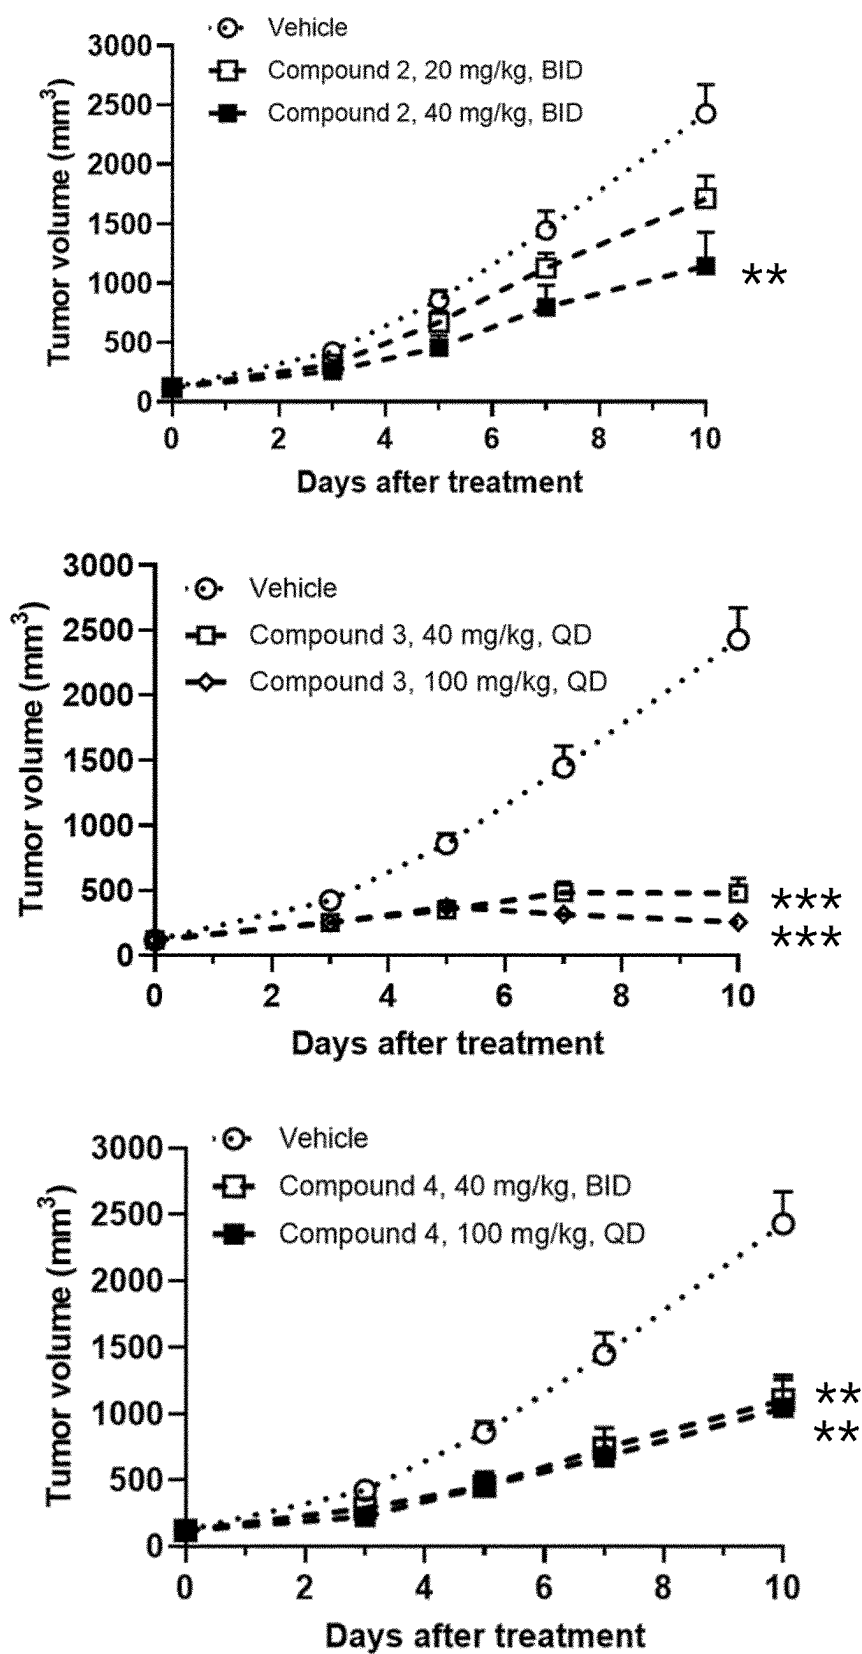 Vehicle
Compound 2, 20 mg/kg, BID
Compound 2, 40 mg/kg, BID
Tumor volume (mm³)
3000
2500
2000
1500
1000
500
0
**
0 2 4 6 8 10
Days after treatment
Vehicle
Compound 3, 40 mg/kg, QD
Compound 3, 100 mg/kg, QD
Tumor volume (mm³)
3000
2500
2000
1500
1000
500
0
***
***
0 2 4 6 8 10
Days after treatment
Vehicle
Compound 4, 40 mg/kg, BID
Compound 4, 100 mg/kg, QD
Tumor volume (mm³)
3000
2500
2000
1500
1000
500
0
**
**
0 2 4 6 8 10
Days after treatment